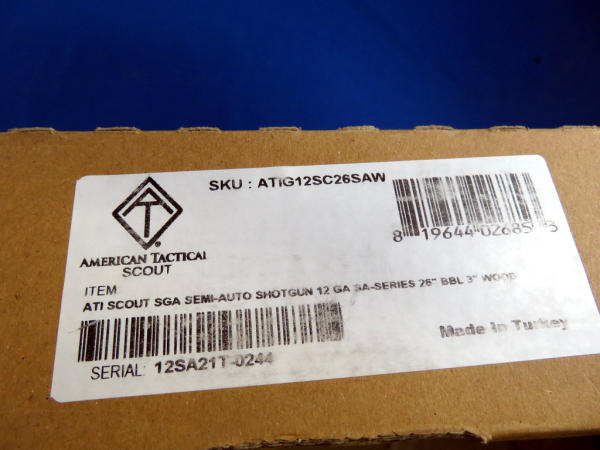 SKU : ATIG12SC26SAW
AT
®
AMERICAN TACTICAL
SCOUT
8 19644 02685 3
ITEM:
ATI SCOUT SGA SEMI-AUTO SHOTGUN 12 GA SA-SERIES 26" BBL 3" WOOD
Made in Turkey
SERIAL: 12SA21T-0244